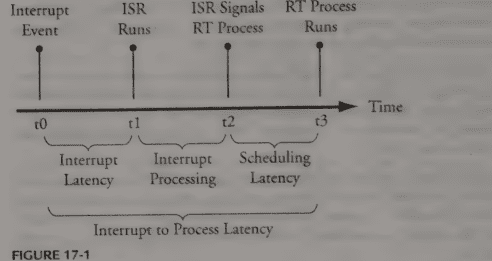 Interrupt Event
ISR Runs
ISR Signals RT Process
RT Process Runs
Time
t0 t1 t2 t3
Interrupt Latency
Interrupt Processing
Scheduling Latency
Interrupt to Process Latency
FIGURE 17-1